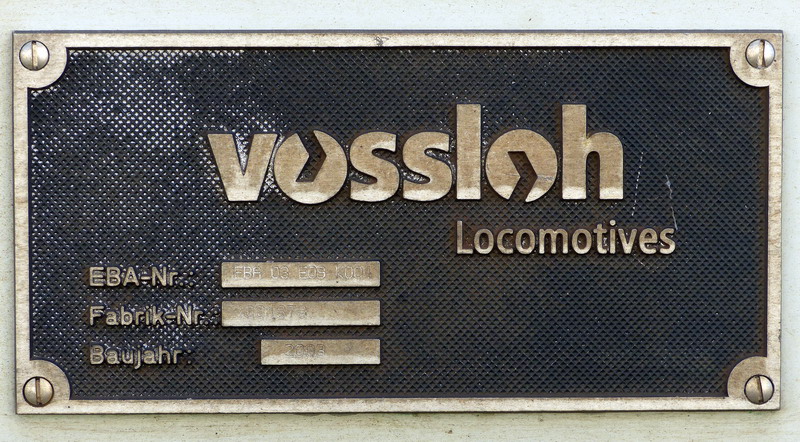 vossloh
Locomotives
EBA-Nr.:
Fabrik-Nr.:
Baujahr: